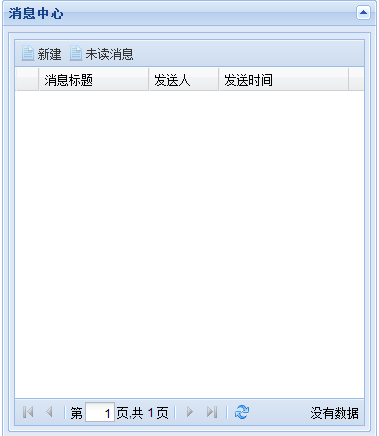 消息中心
新建 未读消息
消息标题 发送人 发送时间
第 1 页,共 1 页 没有数据